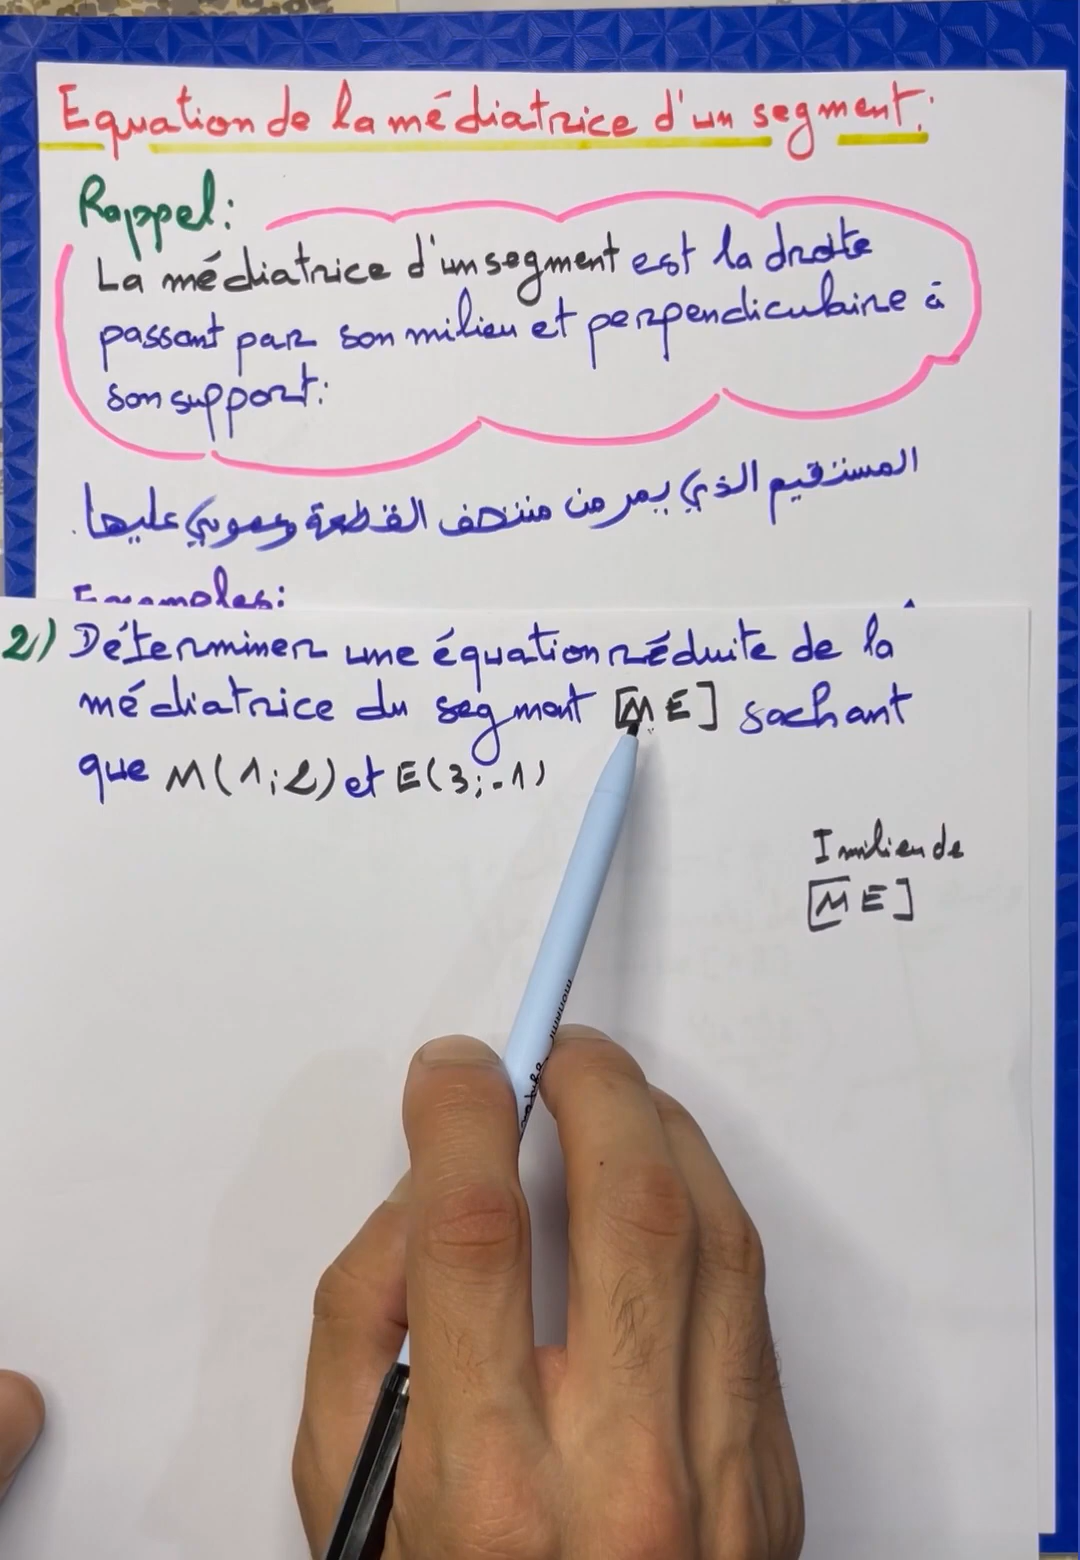 Equation de la médiatrice d'un segment:
Rappel:
La médiatrice d'un segment est la droite
passant par son milieu et perpendiculaire à
son support:
المستقيم الذي يمر من منتصف القطعة وعمودي عليها.
Examples:
2) Déterminer une équation réduite de la
médiatrice du segment [ME] sachant
que M(1;2) et E(3;-1)
I milieu de
[ME]